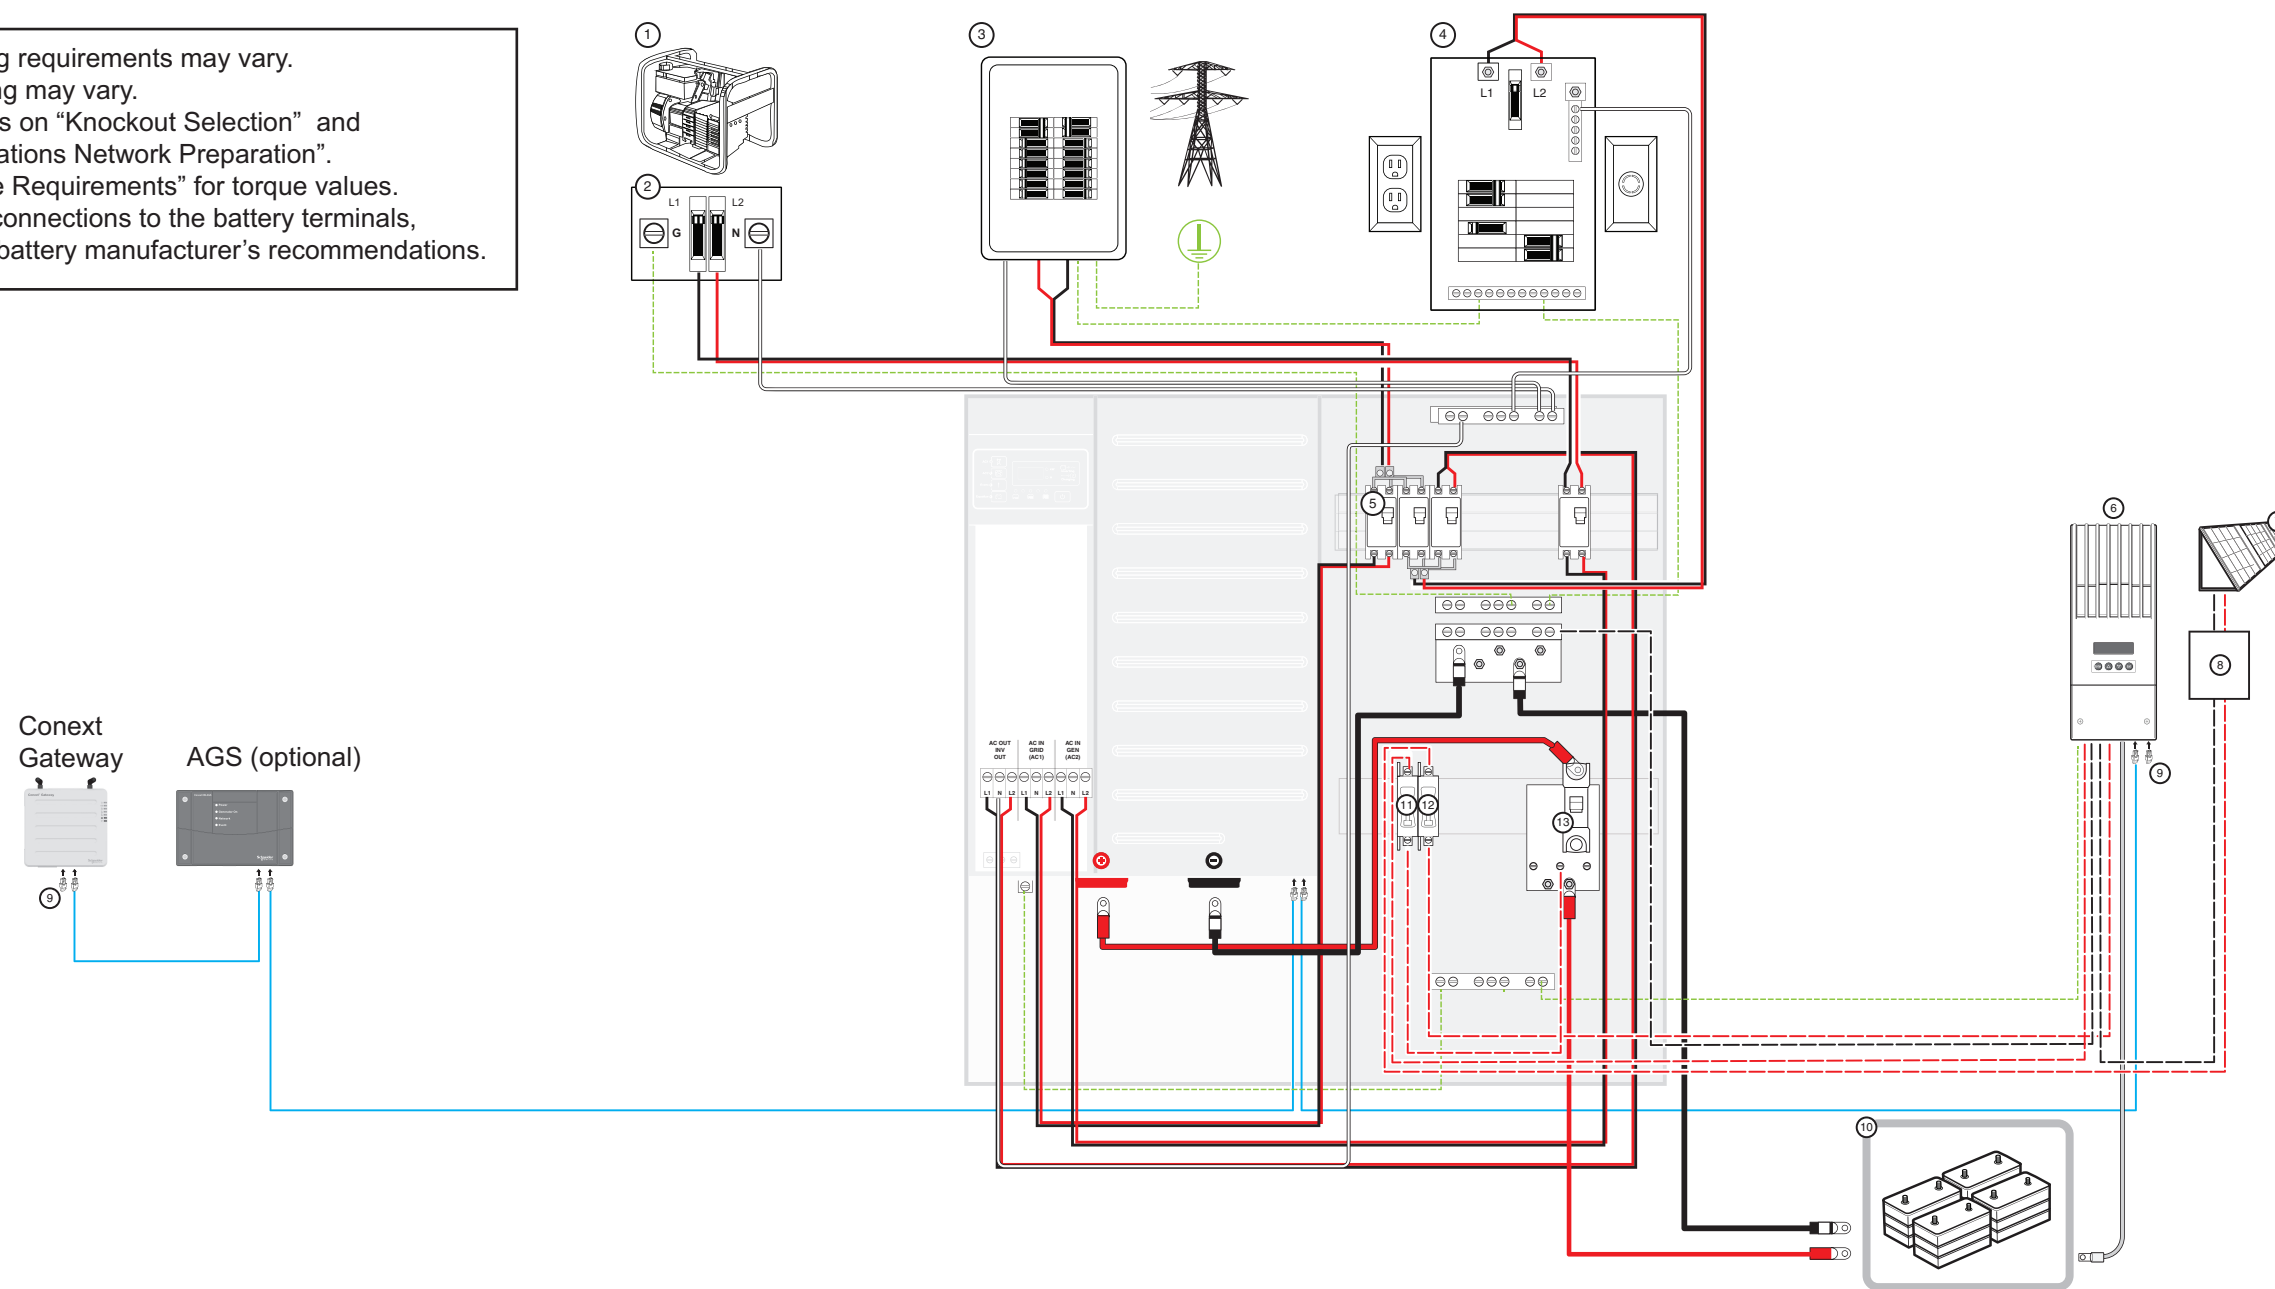 g requirements may vary.
ng may vary.
s on “Knockout Selection” and
ations Network Preparation”.
e Requirements” for torque values.
connections to the battery terminals,
battery manufacturer’s recommendations.
1
3
4
2
L1 L2
G N
L1 L2
5
6
8
Conext
Gateway
AGS (optional)
9
9
AC OUT
INV
OUT
AC IN
GRID
(AC1)
AC IN
GEN
(AC2)
L1 N L2 L1 N L2 L1 N L2
11 12
13
10